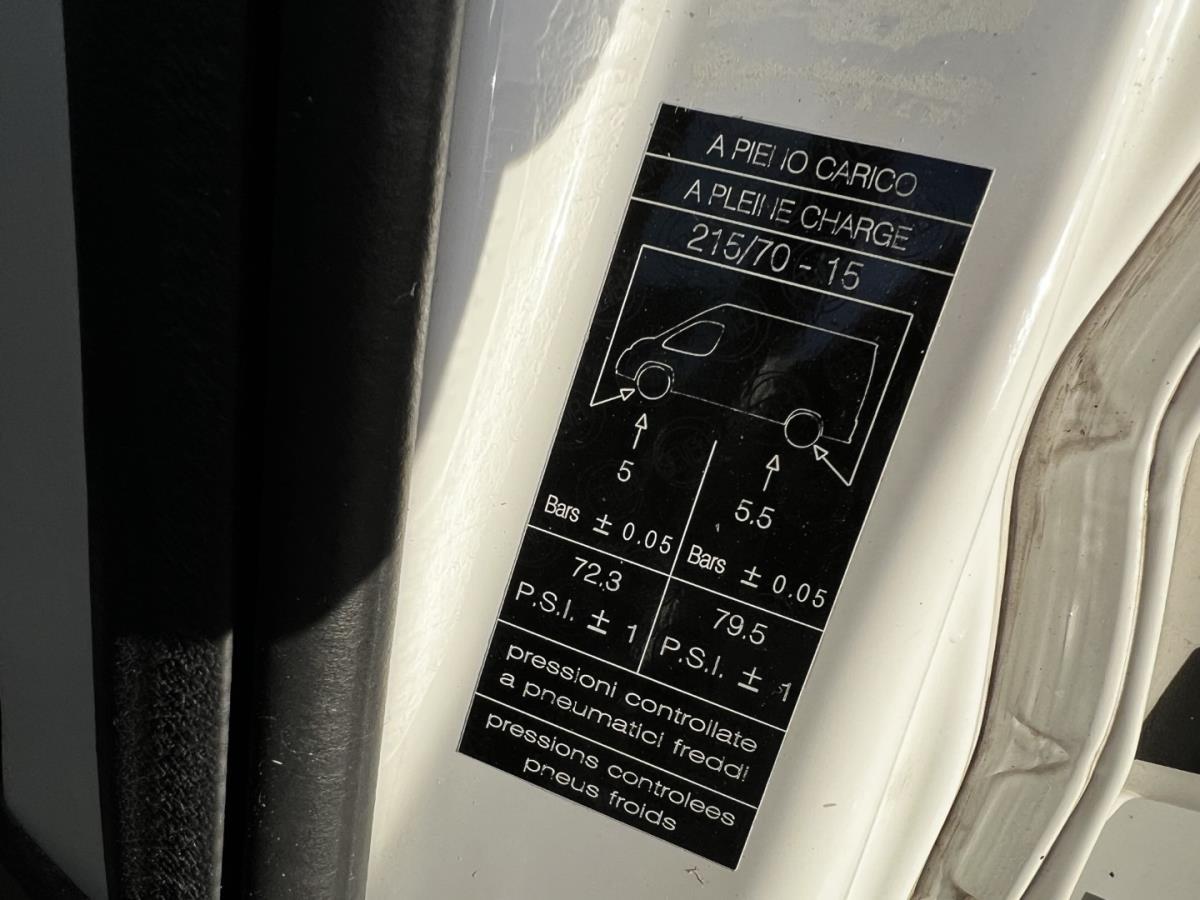 A PIENO CARICO
A PLEINE CHARGE
215/70 - 15
5
Bars ± 0.05
5.5
Bars ± 0.05
72.3
P.S.I. ± 1
79.5
P.S.I. ± 1
pressioni controllate
a pneumatici freddi
pressions controlees
pneus froids